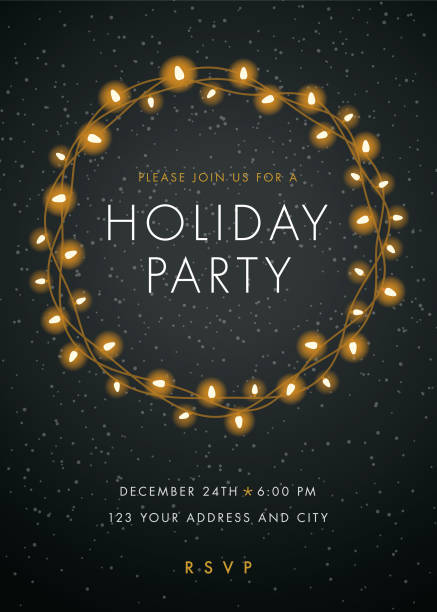 PLEASE JOIN US FOR A
HOLIDAY
PARTY
DECEMBER 24TH ★ 6:00 PM
123 YOUR ADDRESS AND CITY
RSVP